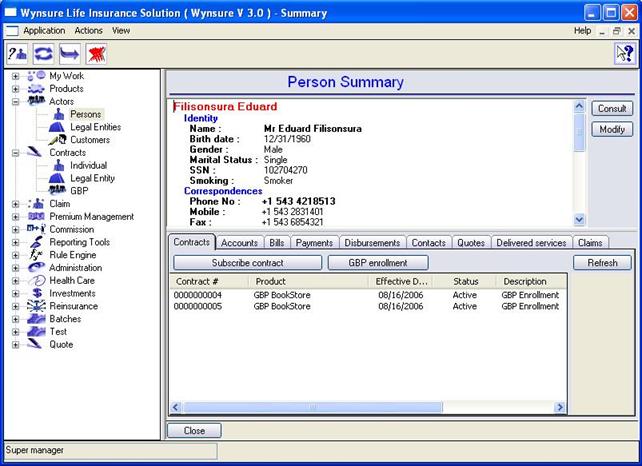 Wynsure Life Insurance Solution ( Wynsure V 3.0 ) - Summary
Application Actions View Help
My Work
Products
Actors
Persons
Legal Entities
Customers
Contracts
Individual
Legal Entity
GBP
Claim
Premium Management
Commission
Reporting Tools
Rule Engine
Administration
Health Care
Investments
Reinsurance
Batches
Test
Quote
Person Summary
Filisonsura Eduard
Identity
Name : Mr Eduard Filisonsura
Birth date : 12/31/1960
Gender : Male
Marital Status : Single
SSN : 102704270
Smoking : Smoker
Correspondences
Phone No : +1 543 4218513
Mobile : +1 543 2831401
Fax : +1 543 6854321
Consult
Modify
Contracts Accounts Bills Payments Disbursements Contacts Quotes Delivered services Claims
Subscribe contract GBP enrollment Refresh
Contract # Product Effective D... Status Description
0000000004 GBP BookStore 08/16/2006 Active GBP Enrollment
0000000005 GBP BookStore 08/16/2006 Active GBP Enrollment
Close
Super manager